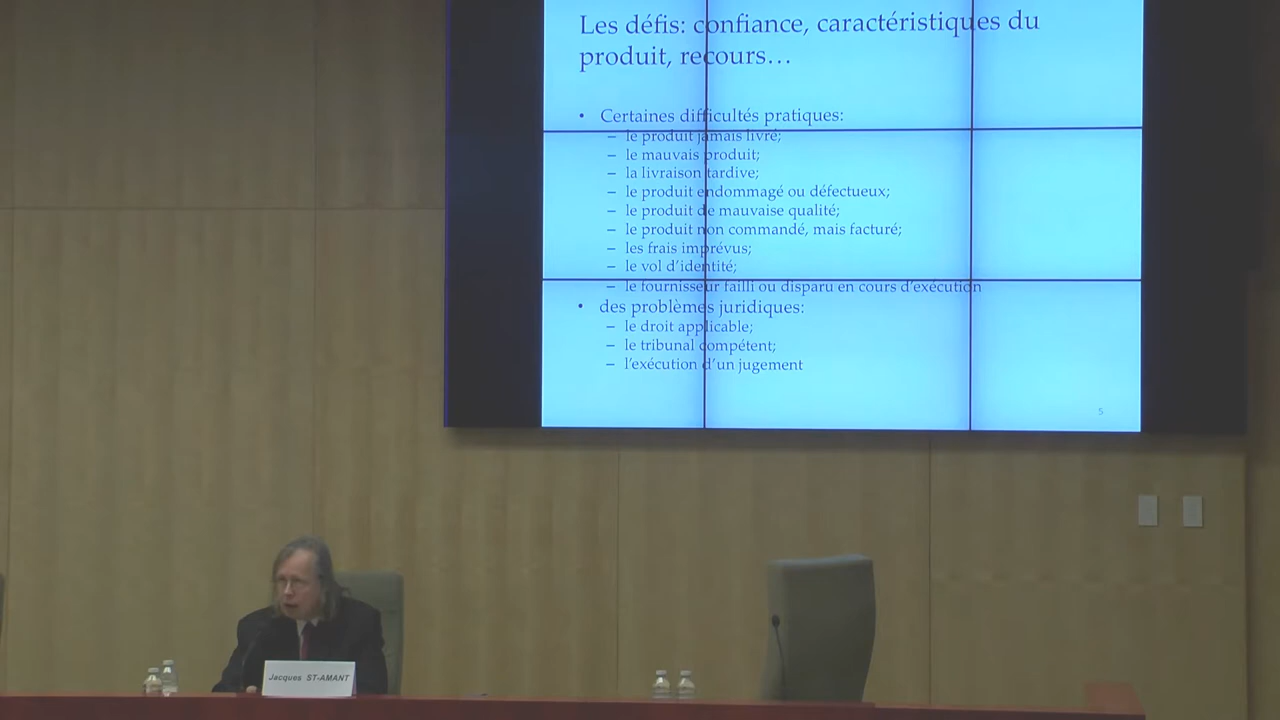 Les défis: confiance, caractéristiques du
produit, recours…
• Certaines difficultés pratiques:
– le produit jamais livré;
– le mauvais produit;
– la livraison tardive;
– le produit endommagé ou défectueux;
– le produit de mauvaise qualité;
– le produit non commandé, mais facturé;
– les frais imprévus;
– le vol d'identité;
– le fournisseur failli ou disparu en cours d'exécution
• des problèmes juridiques:
– le droit applicable;
– le tribunal compétent;
– l'exécution d'un jugement
5
Jacques ST-AMANT